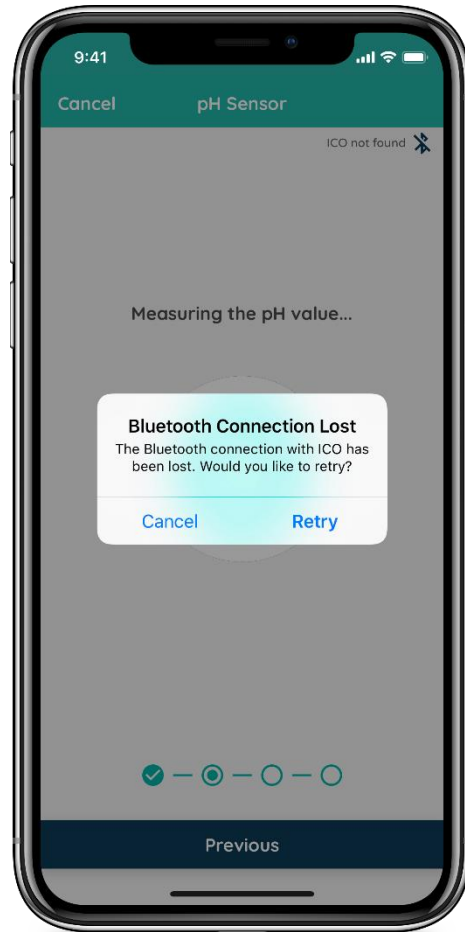 9:41
Cancel pH Sensor
ICO not found
Measuring the pH value...
Bluetooth Connection Lost
The Bluetooth connection with ICO has
been lost. Would you like to retry?
Cancel Retry
Previous